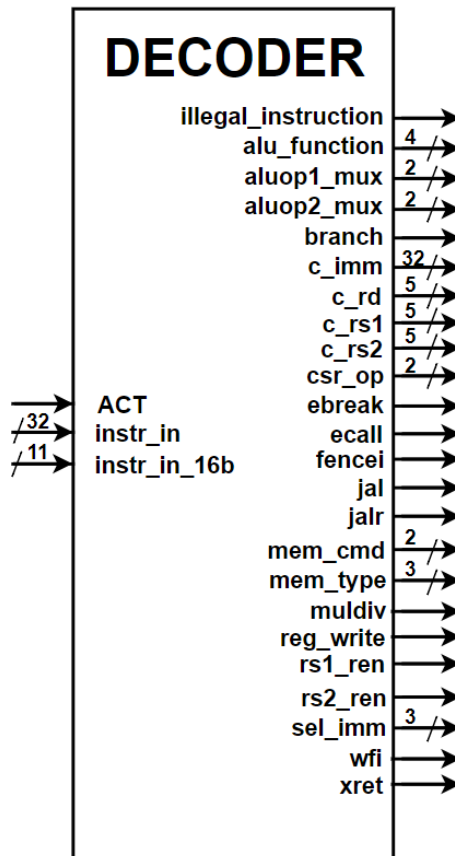 DECODER
illegal_instruction
alu_function 4
aluop1_mux 2
aluop2_mux 2
branch
c_imm 32
c_rd 5
c_rs1 5
c_rs2 5
csr_op 2
ACT
ebreak
32 instr_in
ecall
11 instr_in_16b
fencei
jal
jalr
mem_cmd 2
mem_type 3
muldiv
reg_write
rs1_ren
rs2_ren
sel_imm 3
wfi
xret